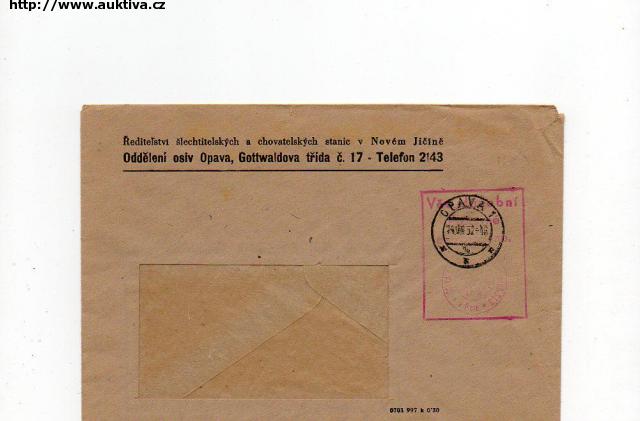 http://www.auktiva.cz
Ředitelství šlechtitelských a chovatelských stanic v Novém Jičíně
Oddělení osiv Opava, Gottwaldova třída č. 17 - Telefon 2143
OPAVA 1
0701 997 k 0'50